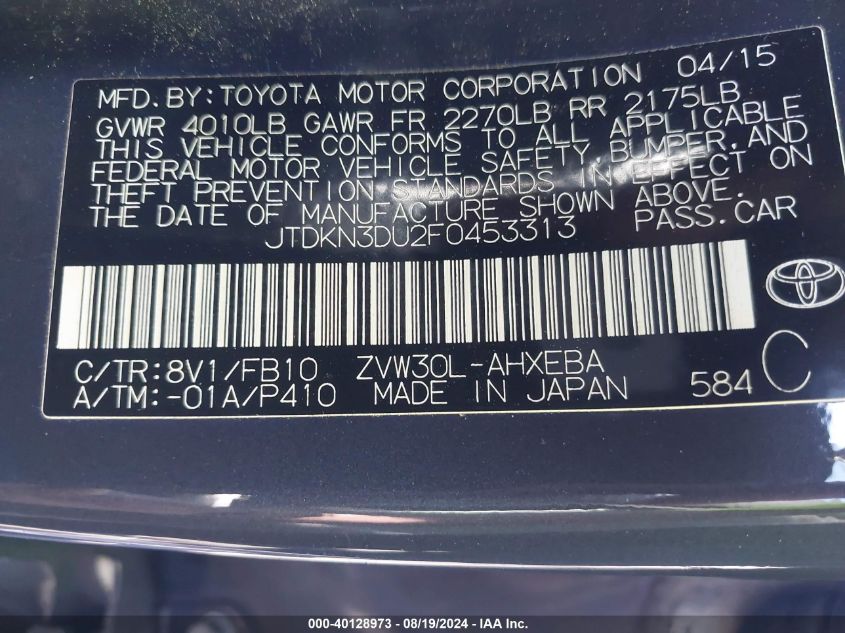 MFD. BY: TOYOTA MOTOR CORPORATION 04/15
GVWR 4010LB GAWR FR 2270LB RR 2175LB
THIS VEHICLE CONFORMS TO ALL APPLICABLE
FEDERAL MOTOR VEHICLE SAFETY, BUMPER, AND
THEFT PREVENTION STANDARDS IN EFFECT ON
THE DATE OF MANUFACTURE SHOWN ABOVE.
JTDKN3DU2F0453313 PASS. CAR
C/TR: 8V1/FB10 ZVW30L-AHXEBA
A/TM: -01A/P410 MADE IN JAPAN 584 C
000-40128973 - 08/19/2024 - IAA Inc.